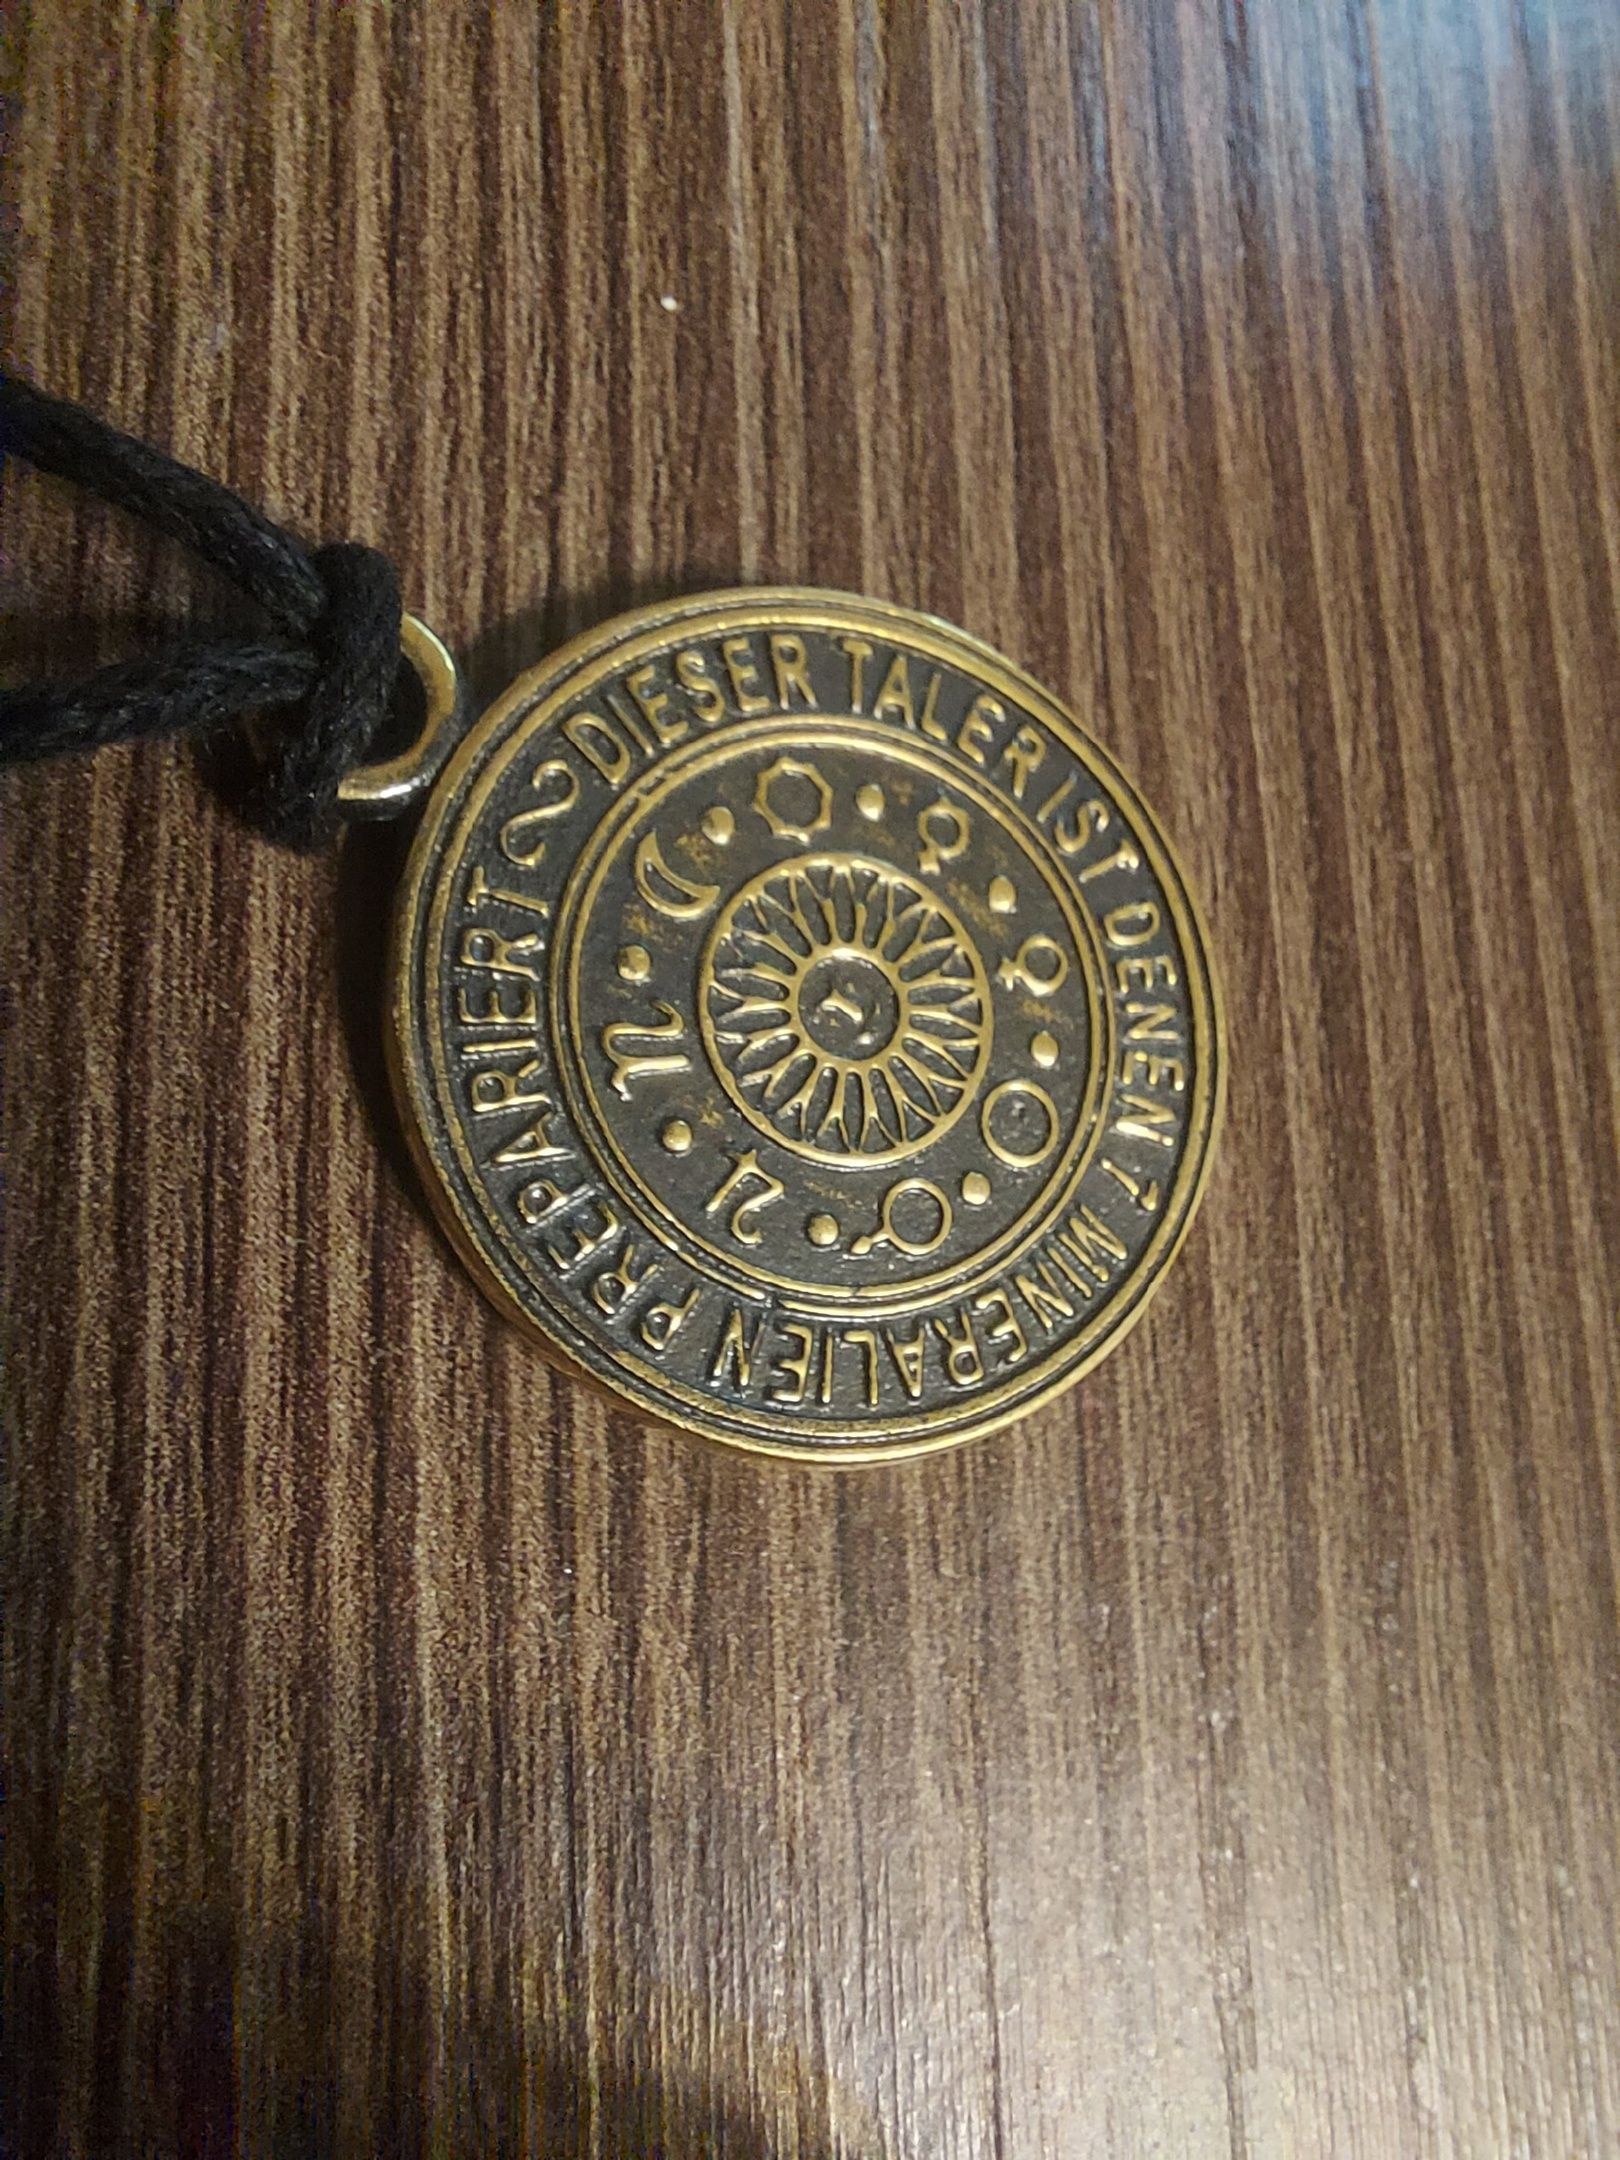 DIESER TALER IST DENEN 7 MINERALIEN PREPARIERT